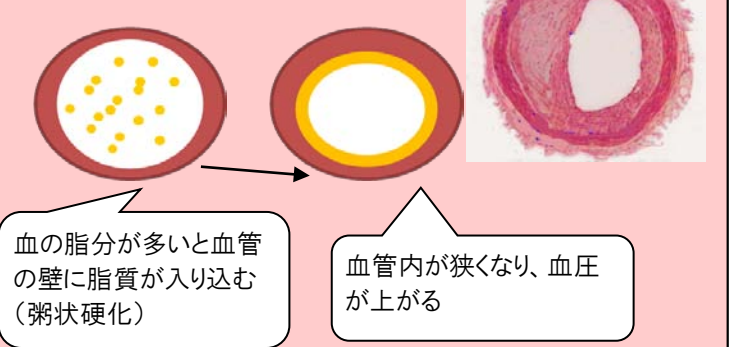 血の脂分が多いと血管
の壁に脂質が入り込む
（粥状硬化）
血管内が狭くなり、血圧
が上がる